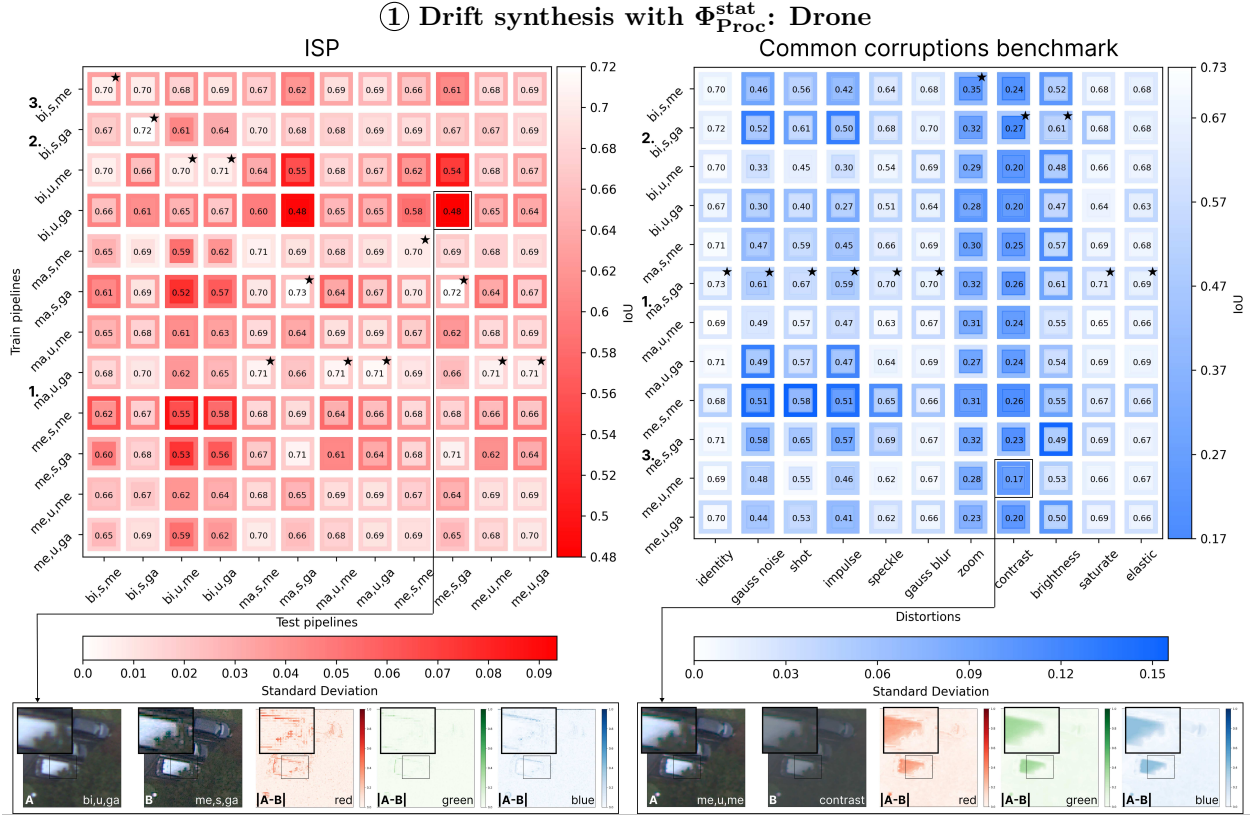 ① Drift synthesis with Φ^stat_Proc: Drone
ISP
Train pipelines
3. bi,s,me 0.70★ 0.70 0.68 0.69 0.67 0.62 0.69 0.69 0.66 0.61 0.68 0.69
2. bi,s,ga 0.67 0.72★ 0.61 0.64 0.70 0.68 0.68 0.69 0.69 0.67 0.67 0.69
bi,u,me 0.70 0.66 0.70★ 0.71★ 0.64 0.55 0.68 0.67 0.62 0.54 0.68 0.67
bi,u,ga 0.66 0.61 0.65 0.67 0.60 0.48 0.65 0.65 0.58 0.48 0.65 0.64
ma,s,me 0.65 0.69 0.59 0.62 0.71 0.69 0.68 0.69 0.70★ 0.69 0.68 0.69
ma,s,ga 0.61 0.69 0.52 0.57 0.70 0.73★ 0.64 0.67 0.70 0.72★ 0.64 0.67
ma,u,me 0.65 0.68 0.61 0.63 0.69 0.64 0.69 0.69 0.67 0.62 0.68 0.69
1. ma,u,ga 0.68 0.70 0.62 0.65 0.71★ 0.66 0.71★ 0.71★ 0.69 0.66 0.71★ 0.71★
me,s,me 0.62 0.67 0.55 0.58 0.68 0.69 0.64 0.66 0.68 0.68 0.66 0.66
me,s,ga 0.60 0.68 0.53 0.56 0.67 0.71 0.61 0.64 0.68 0.71 0.62 0.64
me,u,me 0.66 0.67 0.62 0.64 0.68 0.65 0.69 0.69 0.67 0.64 0.69 0.69
me,u,ga 0.65 0.69 0.59 0.62 0.70 0.67 0.69 0.69 0.69 0.65 0.68 0.70
bi,s,me bi,s,ga bi,u,me bi,u,ga ma,s,me ma,s,ga ma,u,me ma,u,ga me,s,me me,s,ga me,u,me me,u,ga
Test pipelines
0.72
0.7
0.68
0.66
0.64
0.62
0.6
0.58
0.56
0.54
0.52
0.5
0.48
IoU
0.0 0.01 0.02 0.03 0.04 0.05 0.06 0.07 0.08 0.09
Standard Deviation
A bi,u,ga
B me,s,ga
|A-B| red
|A-B| green
|A-B| blue
Common corruptions benchmark
bi,s,me 0.70 0.46 0.56 0.42 0.64 0.68 0.35★ 0.24 0.52 0.68 0.68
2. bi,s,ga 0.72 0.52 0.61 0.50 0.68 0.70 0.32 0.27★ 0.61★ 0.68 0.68
bi,u,me 0.70 0.33 0.45 0.30 0.55 0.67 0.29 0.20 0.48 0.66 0.68
bi,u,ga 0.67 0.30 0.40 0.27 0.51 0.64 0.28 0.20 0.47 0.64 0.63
ma,s,me 0.71 0.47 0.59 0.45 0.66 0.69 0.30 0.25 0.57 0.69 0.68
1. ma,s,ga 0.73★ 0.61★ 0.67★ 0.59★ 0.70★ 0.70★ 0.32 0.26 0.61 0.71★ 0.69★
ma,u,me 0.69 0.49 0.57 0.47 0.63 0.67 0.31 0.24 0.55 0.65 0.66
ma,u,ga 0.71 0.49 0.56 0.47 0.64 0.69 0.27 0.24 0.54 0.69 0.69
me,s,me 0.68 0.51 0.58 0.51 0.65 0.66 0.31 0.26 0.56 0.66 0.66
3. me,s,ga 0.71 0.58 0.65 0.57 0.69 0.67 0.32 0.23 0.49 0.69 0.67
me,u,me 0.69 0.48 0.55 0.46 0.62 0.67 0.28 0.17 0.53 0.66 0.67
me,u,ga 0.70 0.44 0.53 0.41 0.62 0.66 0.23 0.20 0.50 0.69 0.66
identity gauss noise shot impulse speckle gauss blur zoom contrast brightness saturate elastic
Distortions
0.73
0.67
0.57
0.47
0.37
0.27
0.17
IoU
0.0 0.03 0.06 0.09 0.12 0.15
Standard Deviation
A me,u,me
B contrast
|A-B| red
|A-B| green
|A-B| blue